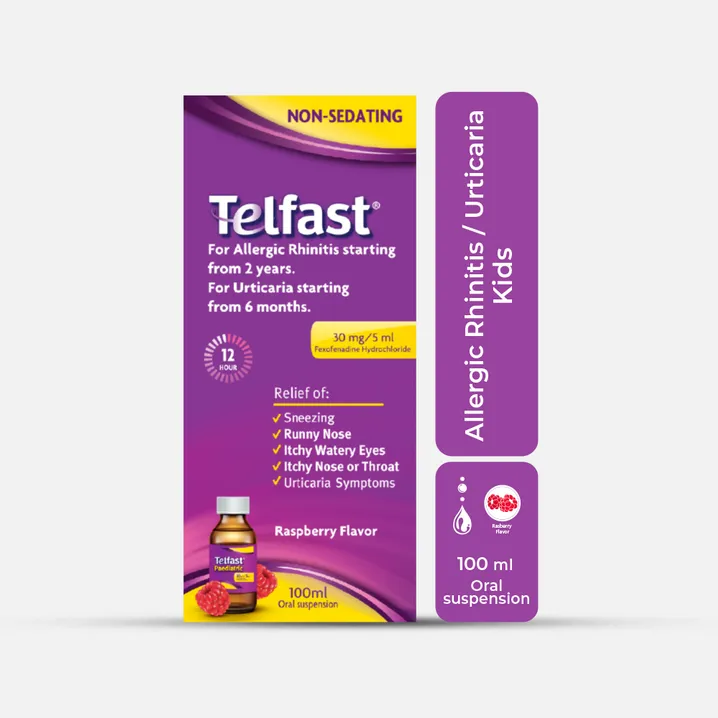 NON-SEDATING
Telfast®
For Allergic Rhinitis starting
from 2 years.
For Urticaria starting
from 6 months.
30 mg/5 ml
Fexofenadine Hydrochloride
12
HOUR
Relief of:
Sneezing
Runny Nose
Itchy Watery Eyes
Itchy Nose or Throat
Urticaria Symptoms
Raspberry Flavor
Telfast
Paediatric
100ml
Oral suspension
Allergic Rhinitis / Urticaria
Kids
Flavor
100 ml
Oral
suspension